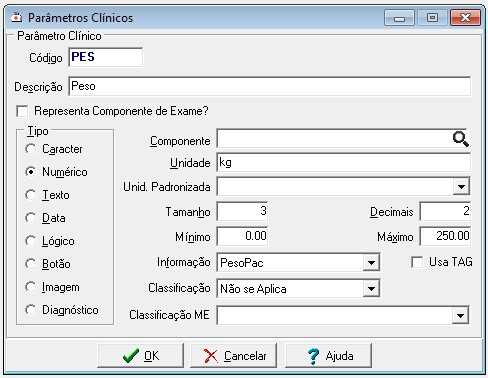 Parâmetros Clínicos
Parâmetro Clínico
Código PES
Descrição Peso
Representa Componente de Exame?
Tipo
Caracter
Numérico
Texto
Data
Lógico
Botão
Imagem
Diagnóstico
Componente
Unidade kg
Unid. Padronizada
Tamanho 3 Decimais 2
Mínimo 0.00 Máximo 250.00
Informação PesoPac Usa TAG
Classificação Não se Aplica
Classificação ME
OK Cancelar Ajuda